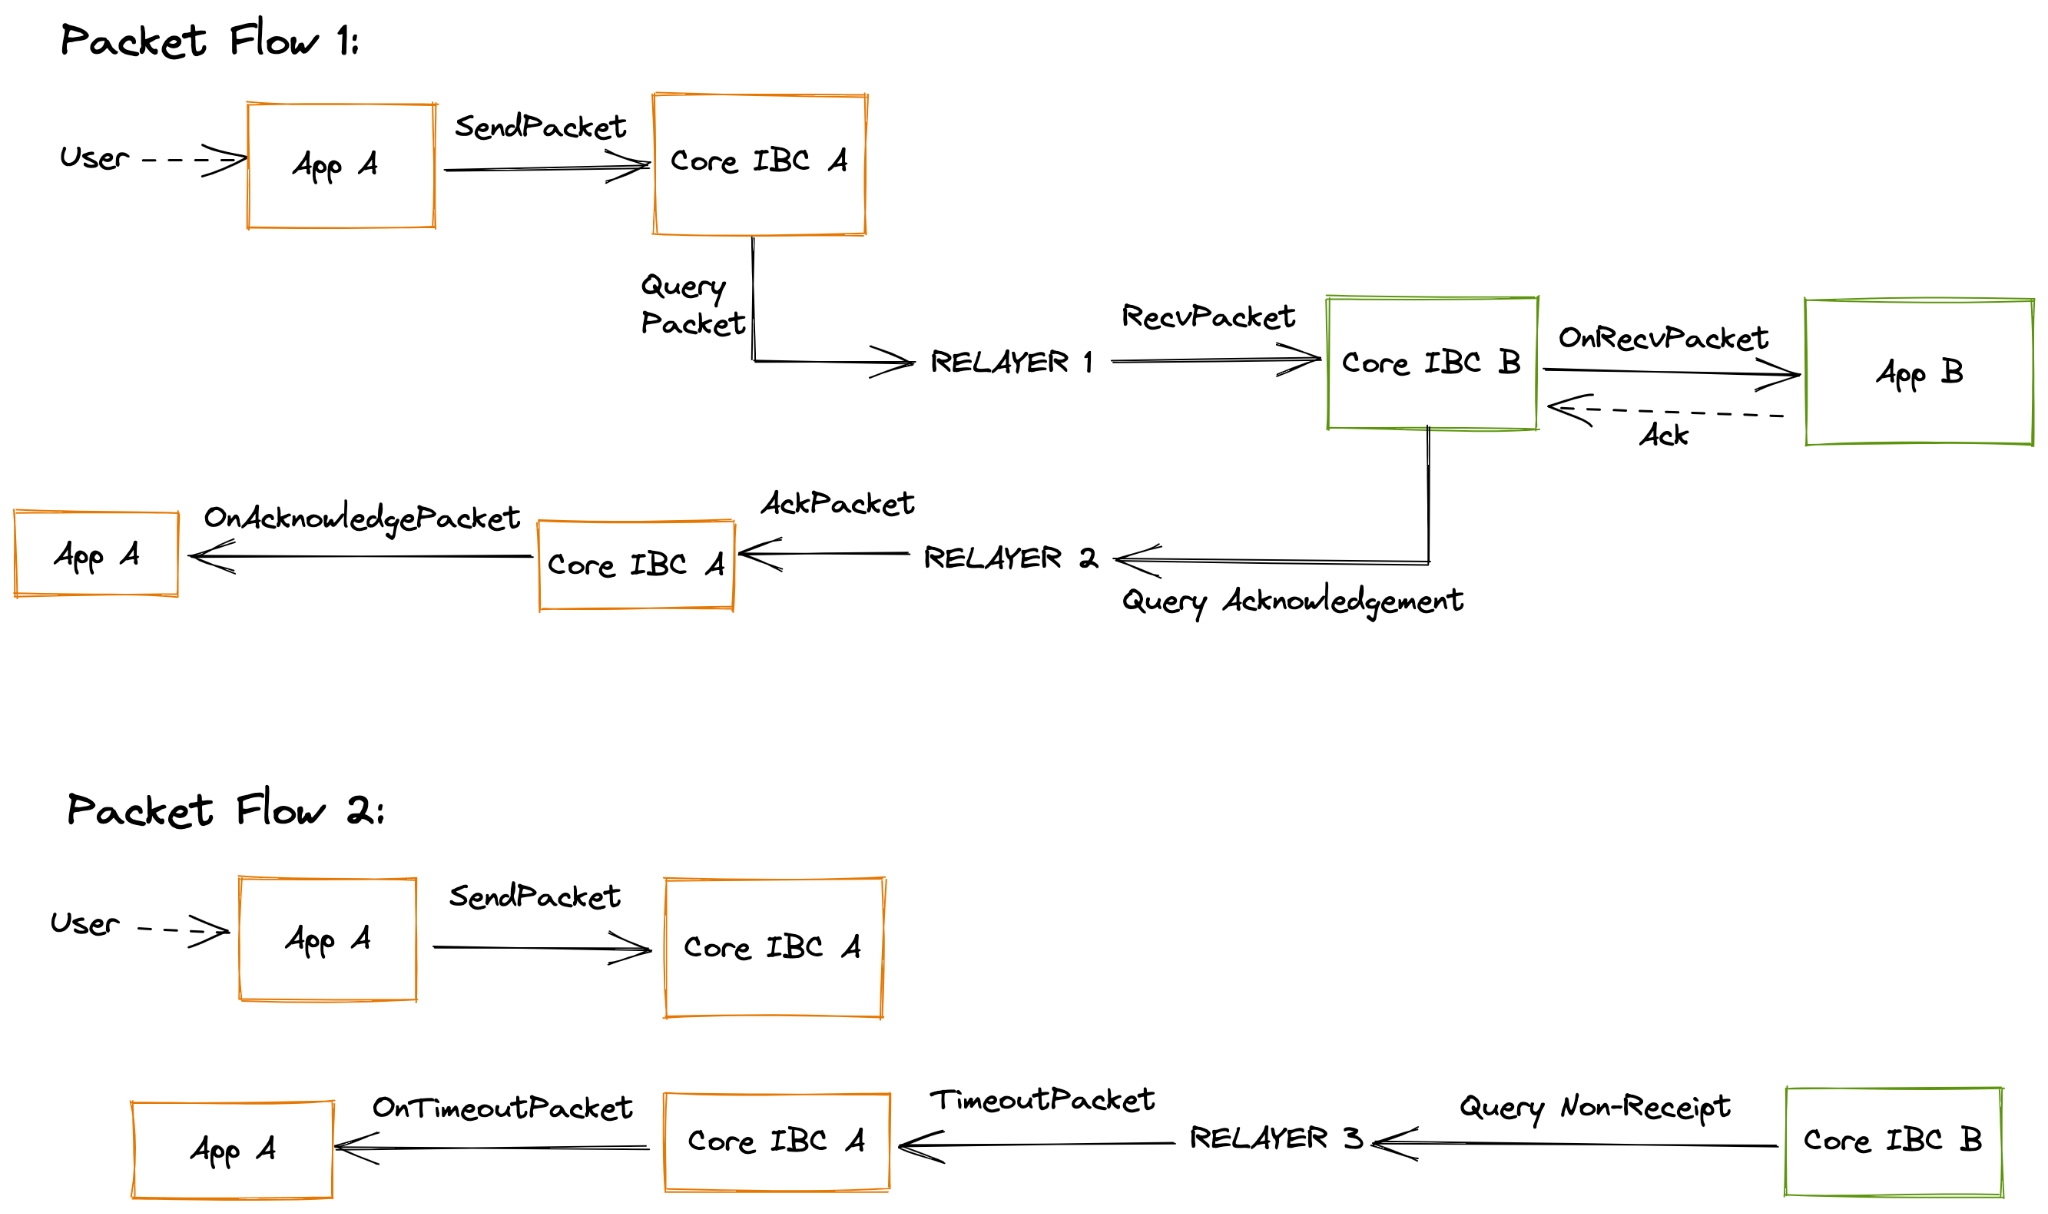 Packet Flow 1:
User
App A
SendPacket
Core IBC A
Query
Packet
RELAYER 1
RecvPacket
Core IBC B
OnRecvPacket
App B
Ack
App A
OnAcknowledgePacket
Core IBC A
AckPacket
RELAYER 2
Query Acknowledgement
Packet Flow 2:
User
App A
SendPacket
Core IBC A
App A
OnTimeoutPacket
Core IBC A
TimeoutPacket
RELAYER 3
Query Non-Receipt
Core IBC B